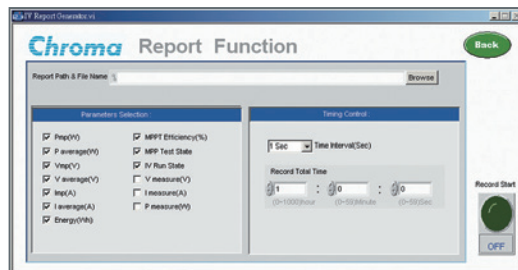 IV Report Generator.vi
Chroma Report Function
Back
Report Path & File Name
Browse
Parameters Selection :
Pmp(W)
P average(W)
Vmp(V)
V average(V)
Imp(A)
I average(A)
Energy(Wh)
MPPT Efficiency(%)
MPP Test State
IV Run State
V measure(V)
I measure(A)
P measure(W)
Timing Control :
1 Sec Time Interval(Sec)
Record Total Time
1 : 0 : 0
(0~1000)hour (0~59)Minute (0~59)Sec
Record Start
OFF